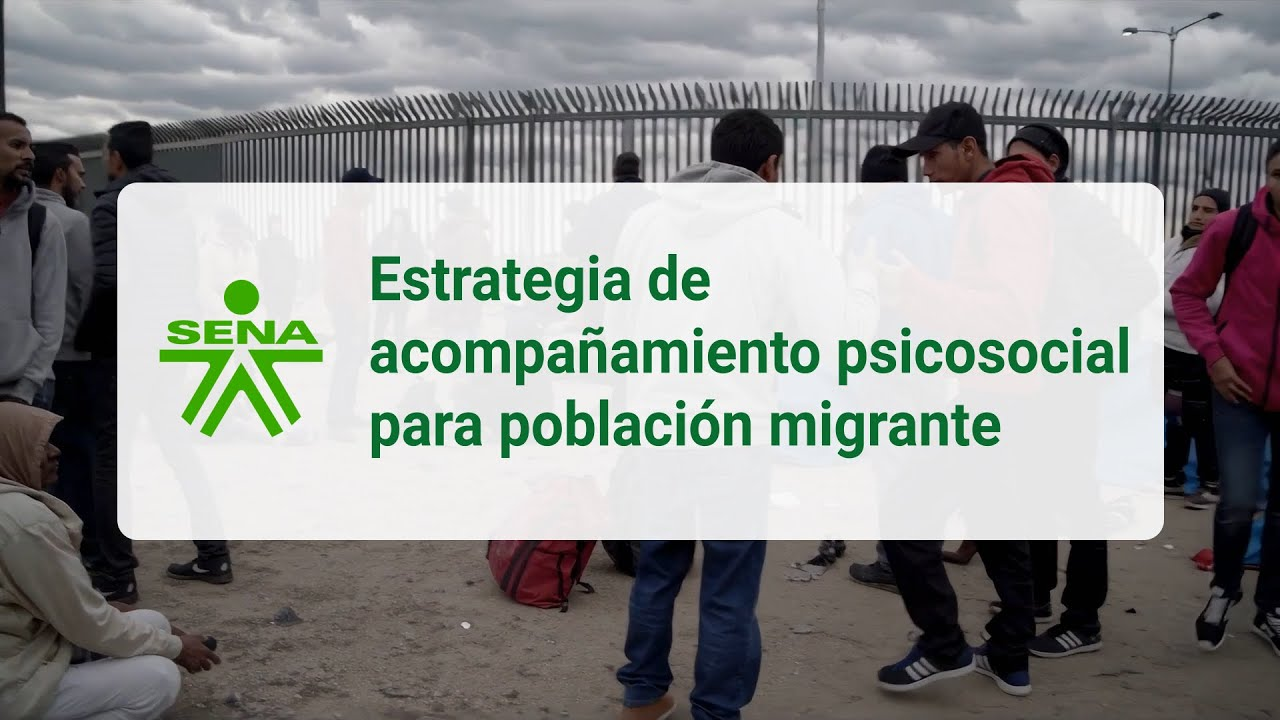 SENA
Estrategia de
acompañamiento psicosocial
para población migrante